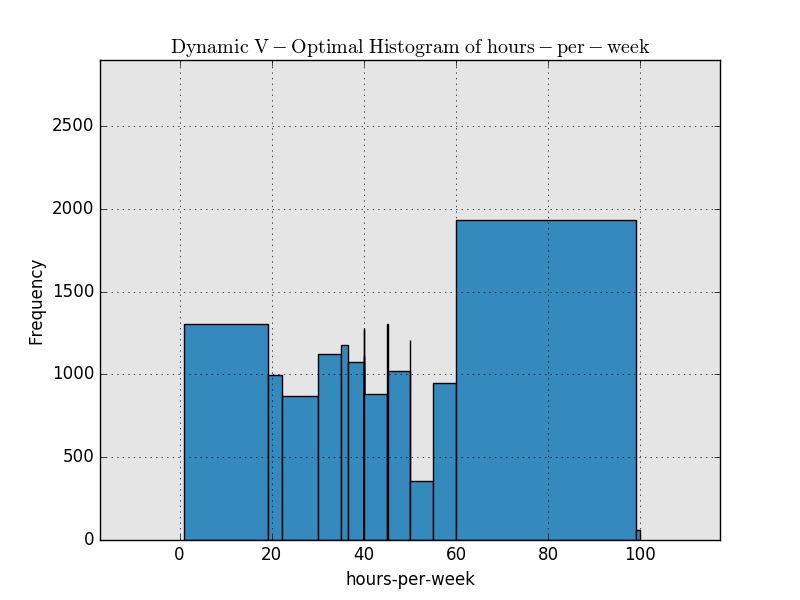 Dynamic V − Optimal Histogram of hours − per − week
2500
2000
1500
1000
500
0
Frequency
0 20 40 60 80 100
hours-per-week